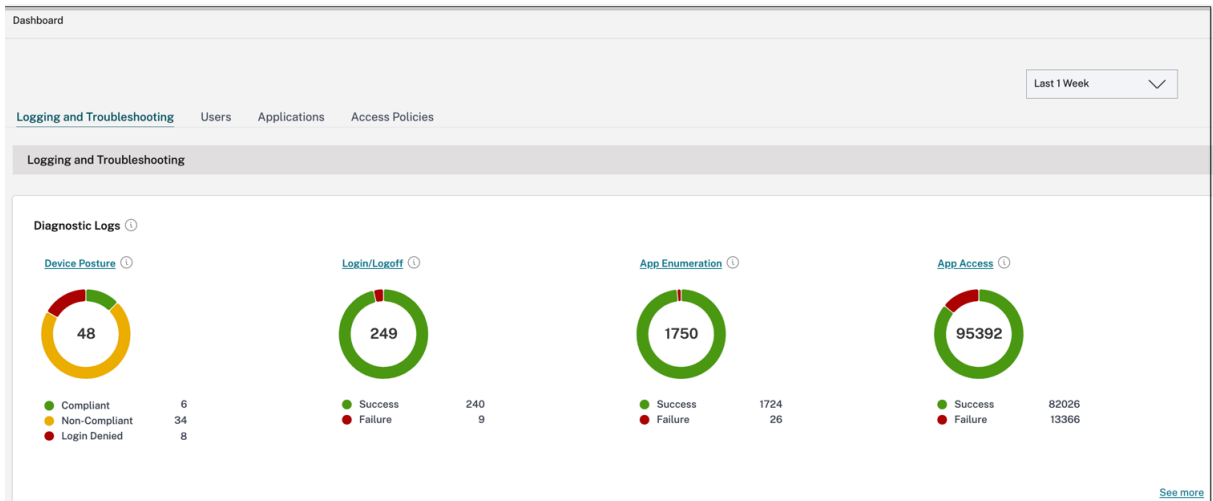 Dashboard
Last 1 Week
Logging and Troubleshooting Users Applications Access Policies
Logging and Troubleshooting
Diagnostic Logs
Device Posture Login/Logoff App Enumeration App Access
48 249 1750 95392
Compliant 6 Success 240 Success 1724 Success 82026
Non-Compliant 34 Failure 9 Failure 26 Failure 13366
Login Denied 8
See more